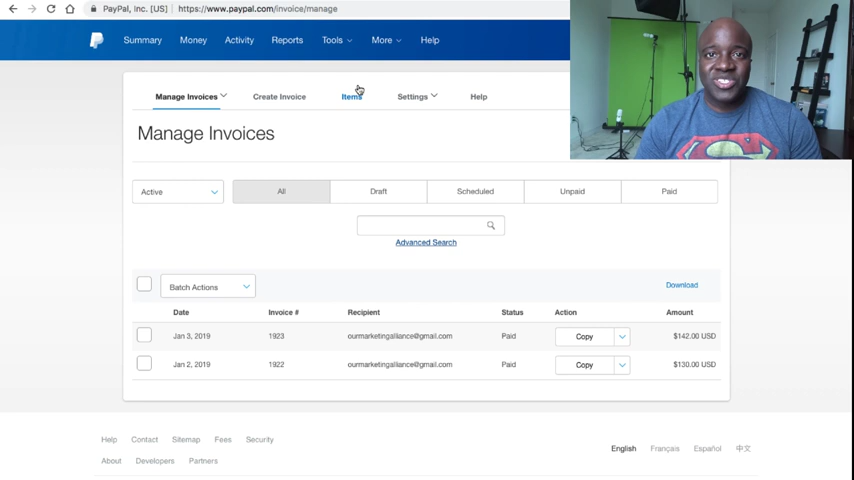 PayPal, Inc. [US] https://www.paypal.com/invoice/manage
Summary Money Activity Reports Tools More Help
Manage Invoices Create Invoice Items Settings Help
Manage Invoices
Active All Draft Scheduled Unpaid Paid
Advanced Search
Batch Actions Download
Date Invoice # Recipient Status Action Amount
Jan 3, 2019 1923 ourmarketingalliance@gmail.com Paid Copy $142.00 USD
Jan 2, 2019 1922 ourmarketingalliance@gmail.com Paid Copy $130.00 USD
Help Contact Sitemap Fees Security
English Français Español 中文
About Developers Partners